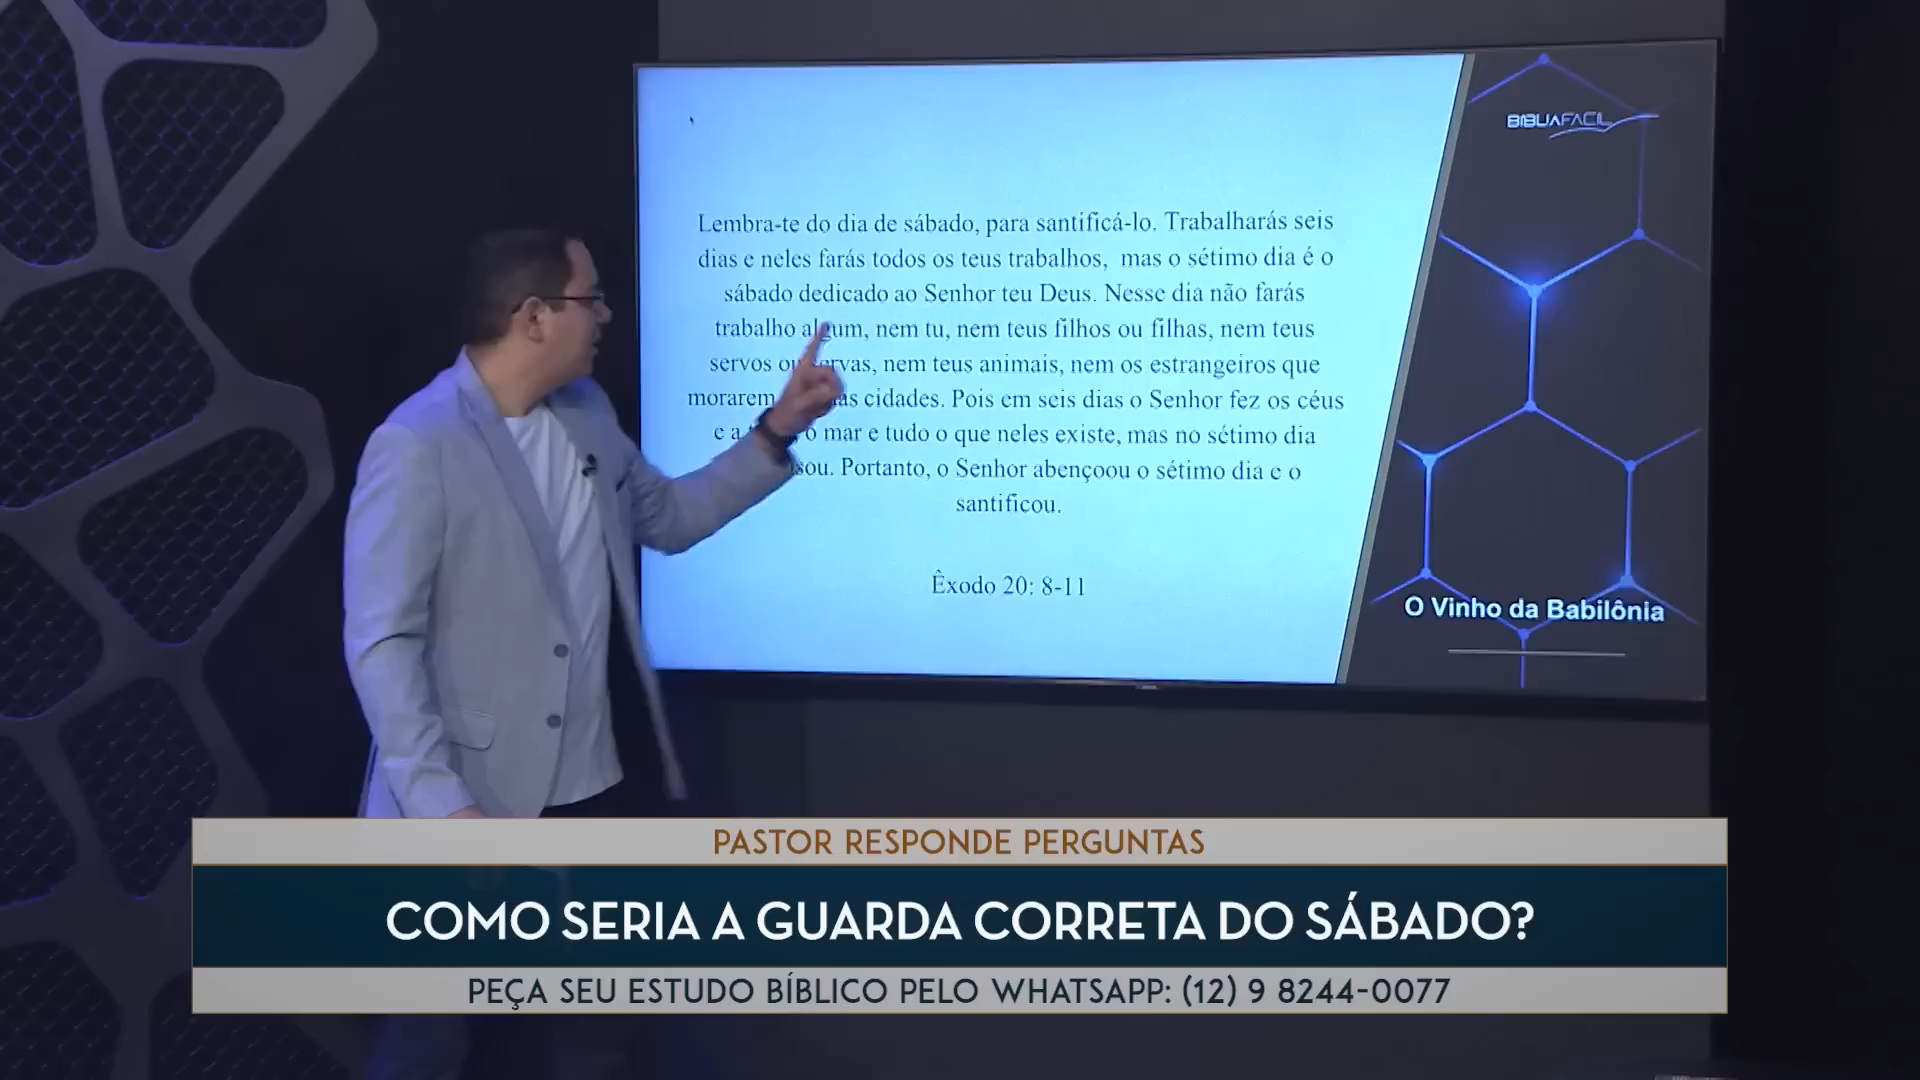 BÍBLIAFÁCIL
Lembra-te do dia de sábado, para santificá-lo. Trabalharás seis
dias e neles farás todos os teus trabalhos, mas o sétimo dia é o
sábado dedicado ao Senhor teu Deus. Nesse dia não farás
trabalho algum, nem tu, nem teus filhos ou filhas, nem teus
servos ou servas, nem teus animais, nem os estrangeiros que
morarem cidades. Pois em seis dias o Senhor fez os céus
e a o mar e tudo o que neles existe, mas no sétimo dia
Portanto, o Senhor abençoou o sétimo dia e o
santificou.
Êxodo 20: 8-11
O Vinho da Babilônia
PASTOR RESPONDE PERGUNTAS
COMO SERIA A GUARDA CORRETA DO SÁBADO?
PEÇA SEU ESTUDO BÍBLICO PELO WHATSAPP: (12) 9 8244-0077